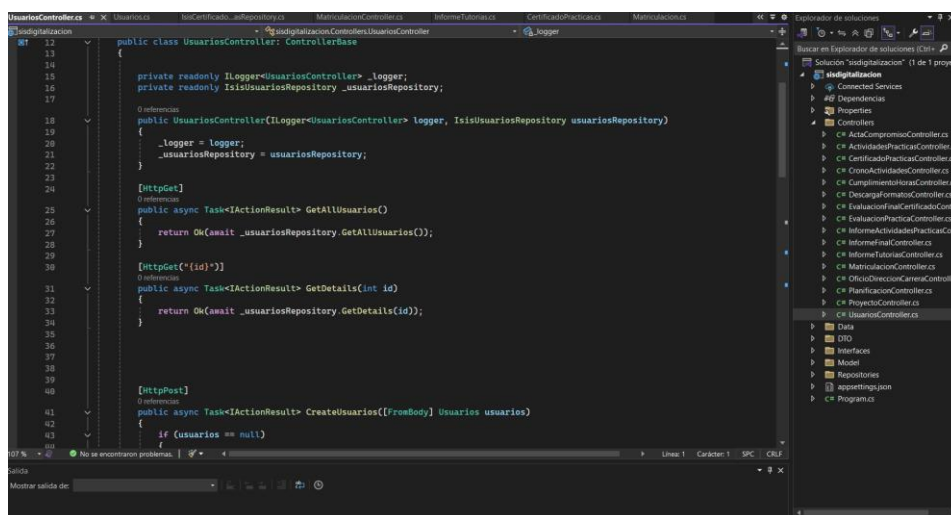 UsuariosController.cs Usuarios.cs IsisCertificado...asRepository.cs MatriculacionController.cs InformeTutorias.cs CertificadoPracticas.cs Matriculacion.cs
sisdigitalizacion sisdigitalizacion.Controllers.UsuariosController _logger
12 public class UsuariosController: ControllerBase
13 {
14
15 private readonly ILogger<UsuariosController> _logger;
16 private readonly IsisUsuariosRepository _usuariosRepository;
17
0 referencias
18 public UsuariosController(ILogger<UsuariosController> logger, IsisUsuariosRepository usuariosRepository)
19 {
20 _logger = logger;
21 _usuariosRepository = usuariosRepository;
22 }
23
24 [HttpGet]
0 referencias
25 public async Task<IActionResult> GetAllUsuarios()
26 {
27 return Ok(await _usuariosRepository.GetAllUsuarios());
28 }
29
30 [HttpGet("{id}")]
0 referencias
31 public async Task<IActionResult> GetDetails(int id)
32 {
33 return Ok(await _usuariosRepository.GetDetails(id));
34 }
35
36
37
38
39
40 [HttpPost]
0 referencias
41 public async Task<IActionResult> CreateUsuarios([FromBody] Usuarios usuarios)
42 {
43 if (usuarios == null)
44 {
107 % No se encontraron problemas. Línea: 1 Carácter: 1 SPC CRLF
Salida
Mostrar salida de:
Explorador de soluciones
Buscar en Explorador de soluciones (Ctrl+
Solución "sisdigitalizacion" (1 de 1 proye
sisdigitalizacion
Connected Services
Dependencias
Properties
Controllers
C# ActaCompromisoController.cs
C# ActividadesPracticasController.
C# CertificadoPracticasController.c
C# CronoActividadesController.cs
C# CumplimientoHorasController.
C# DescargaFormatosController.cs
C# EvaluacionFinalCertificadoCont
C# EvaluacionPracticaController.cs
C# InformeActividadesPracticasCo
C# InformeFinalController.cs
C# InformeTutoriasController.cs
C# MatriculacionController.cs
C# OficioDireccionCarreraControll
C# PlanificacionController.cs
C# ProyectoController.cs
C# UsuariosController.cs
Data
DTO
Interfaces
Model
Repositories
appsettings.json
C# Program.cs